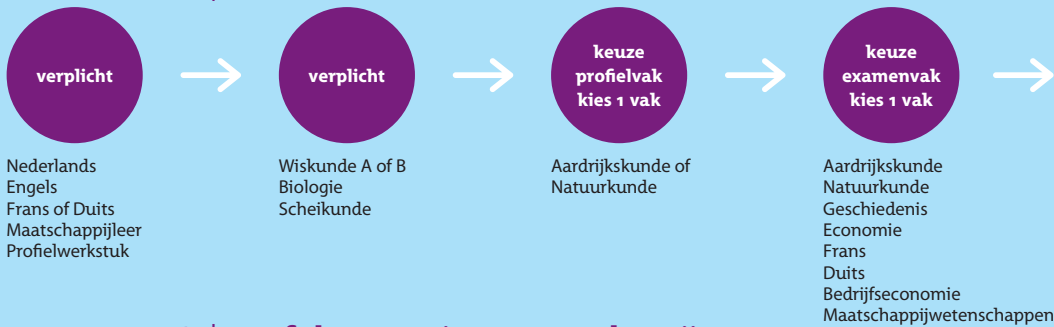 verplicht
Nederlands
Engels
Frans of Duits
Maatschappijleer
Profielwerkstuk
verplicht
Wiskunde A of B
Biologie
Scheikunde
keuze
profielvak
kies 1 vak
Aardrijkskunde of
Natuurkunde
keuze
examenvak
kies 1 vak
Aardrijkskunde
Natuurkunde
Geschiedenis
Economie
Frans
Duits
Bedrijfseconomie
Maatschappijwetenschappen